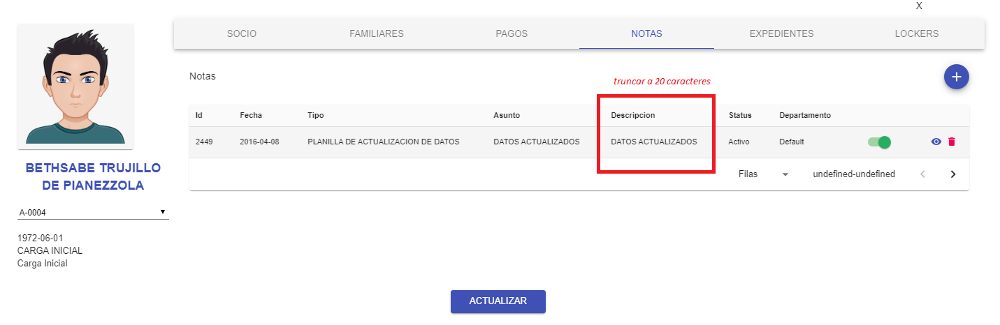 X
SOCIO FAMILIARES PAGOS NOTAS EXPEDIENTES LOCKERS
Notas
truncar a 20 caracteres
+
Id Fecha Tipo Asunto Descripcion Status Departamento
2449 2016-04-08 PLANILLA DE ACTUALIZACION DE DATOS DATOS ACTUALIZADOS DATOS ACTUALIZADOS Activo Default
Filas undefined-undefined
BETHSABE TRUJILLO
DE PIANEZZOLA
A-0004
1972-06-01
CARGA INICIAL
Carga Inicial
ACTUALIZAR